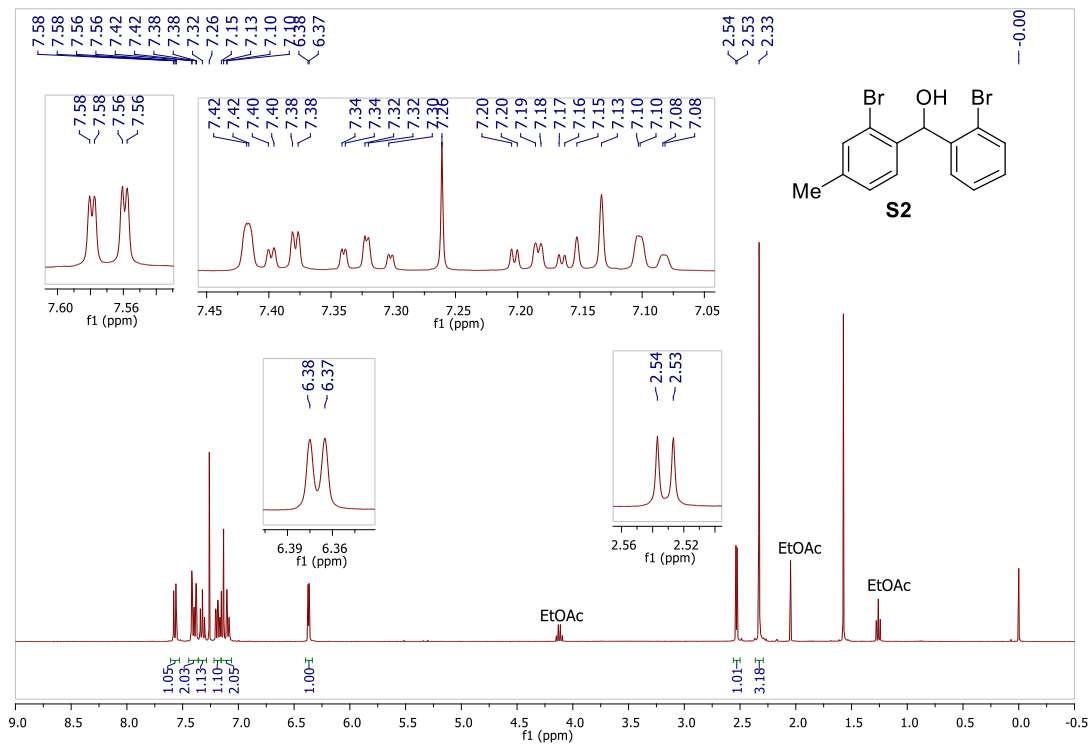 7.58 7.58 7.56 7.56 7.42 7.42 7.38 7.38 7.32 7.26 7.15 7.13 7.10 7.10 6.38 6.37 2.54 2.53 2.33 -0.00
7.58 7.58 7.56 7.56
7.60 7.56
f1 (ppm)
7.42 7.42 7.40 7.40 7.38 7.38 7.34 7.34 7.32 7.32 7.30 7.26 7.20 7.20 7.19 7.18 7.17 7.16 7.15 7.13 7.10 7.10 7.08 7.08
7.45 7.40 7.35 7.30 7.25 7.20 7.15 7.10 7.05
f1 (ppm)
Br OH Br
Me
S2
6.38 6.37
6.39 6.36
f1 (ppm)
2.54 2.53
2.56 2.52
f1 (ppm)
EtOAc
EtOAc
EtOAc
1.05 2.03 1.13 1.10 2.05 1.00 1.01 3.18
9.0 8.5 8.0 7.5 7.0 6.5 6.0 5.5 5.0 4.5 4.0 3.5 3.0 2.5 2.0 1.5 1.0 0.5 0.0 -0.5
f1 (ppm)